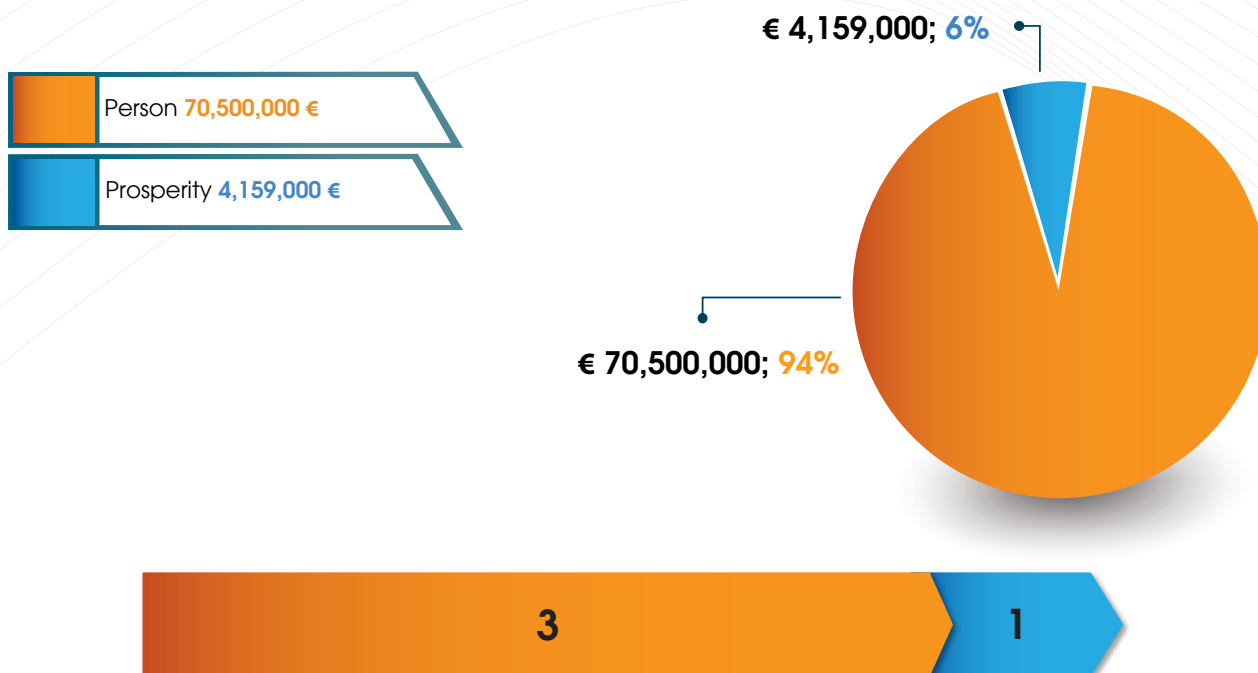 € 4,159,000; 6%
Person 70,500,000 €
Prosperity 4,159,000 €
€ 70,500,000; 94%
3
1